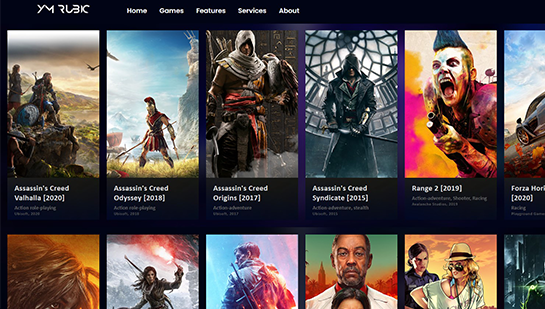 YM RUBIC
Home Games Features Services About
Assassin's Creed
Valhalla [2020]
Action role-playing
Ubisoft, 2020
Assassin's Creed
Odyssey [2018]
Action role-playing
Ubisoft, 2018
Assassin's Creed
Origins [2017]
Action-adventure
Ubisoft, 2017
Assassin's Creed
Syndicate [2015]
Action-adventure, stealth
Ubisoft, 2015
Range 2 [2019]
Action-adventure, Shooter, Racing
Avalanche Studios, 2019
Forza Hori
[2020]
Racing
Playground Game